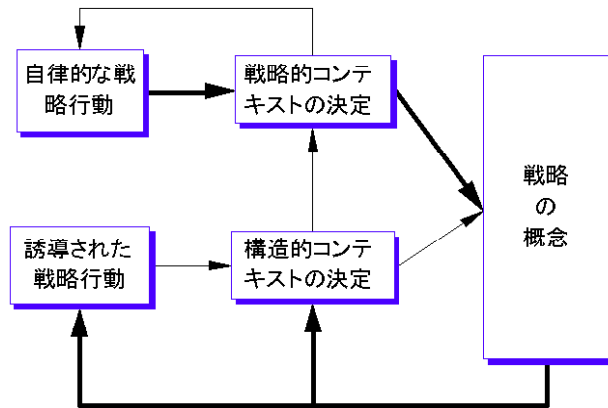 自律的な戦
略行動
戦略的コンテ
キストの決定
戦略
の
概念
誘導された
戦略行動
構造的コンテ
キストの決定